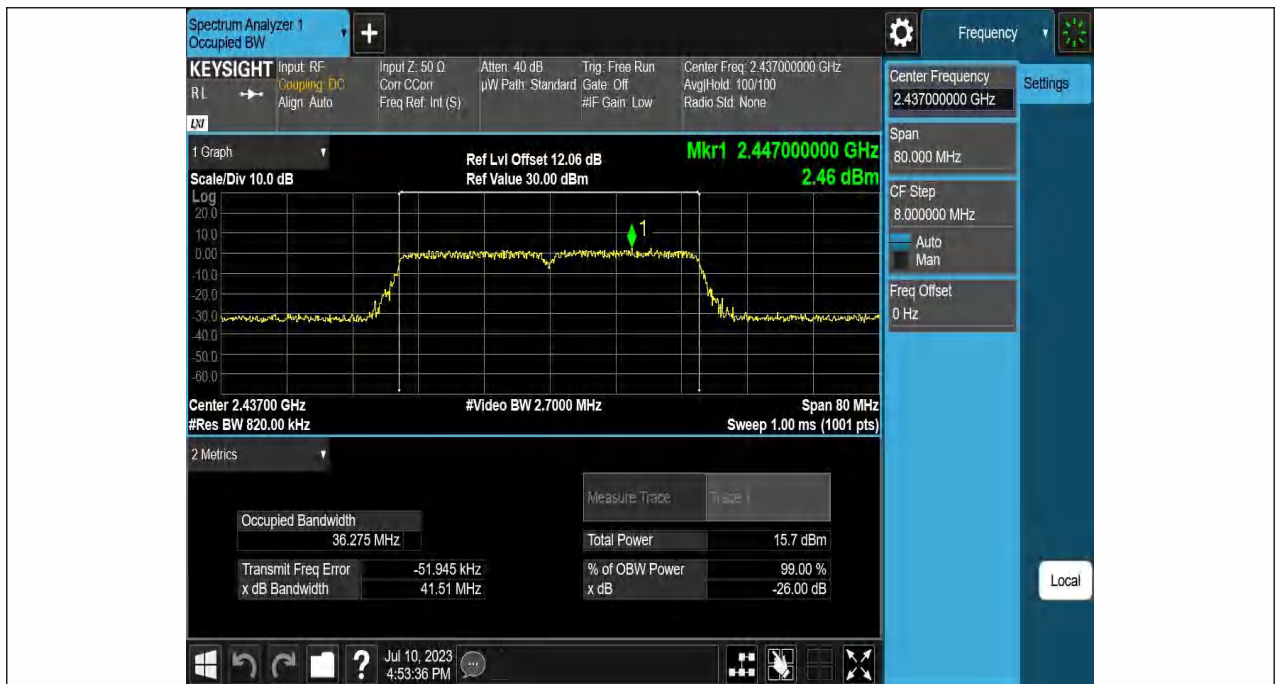 Spectrum Analyzer 1
Occupied BW
+
Frequency
KEYSIGHT
RL
LXI
Input: RF
Coupling: DC
Align: Auto
Input Z: 50 Ω
Corr CCorr
Freq Ref: Int (S)
Atten: 40 dB
µW Path: Standard
Trig: Free Run
Gate: Off
#IF Gain: Low
Center Freq: 2.437000000 GHz
Avg|Hold: 100/100
Radio Std: None
Center Frequency
2.437000000 GHz
Settings
Span
80.000 MHz
CF Step
8.000000 MHz
Auto
Man
Freq Offset
0 Hz
Local
1 Graph
Scale/Div 10.0 dB
Ref Lvl Offset 12.06 dB
Ref Value 30.00 dBm
Mkr1 2.447000000 GHz
2.46 dBm
Log
20.0
10.0
0.00
-10.0
-20.0
-30.0
-40.0
-50.0
-60.0
1
Center 2.43700 GHz
#Video BW 2.7000 MHz
Span 80 MHz
#Res BW 820.00 kHz
Sweep 1.00 ms (1001 pts)
2 Metrics
Measure Trace
Trace 1
Occupied Bandwidth
36.275 MHz
Total Power
15.7 dBm
Transmit Freq Error
-51.945 kHz
% of OBW Power
99.00 %
x dB Bandwidth
41.51 MHz
x dB
-26.00 dB
?
Jul 10, 2023
4:53:36 PM